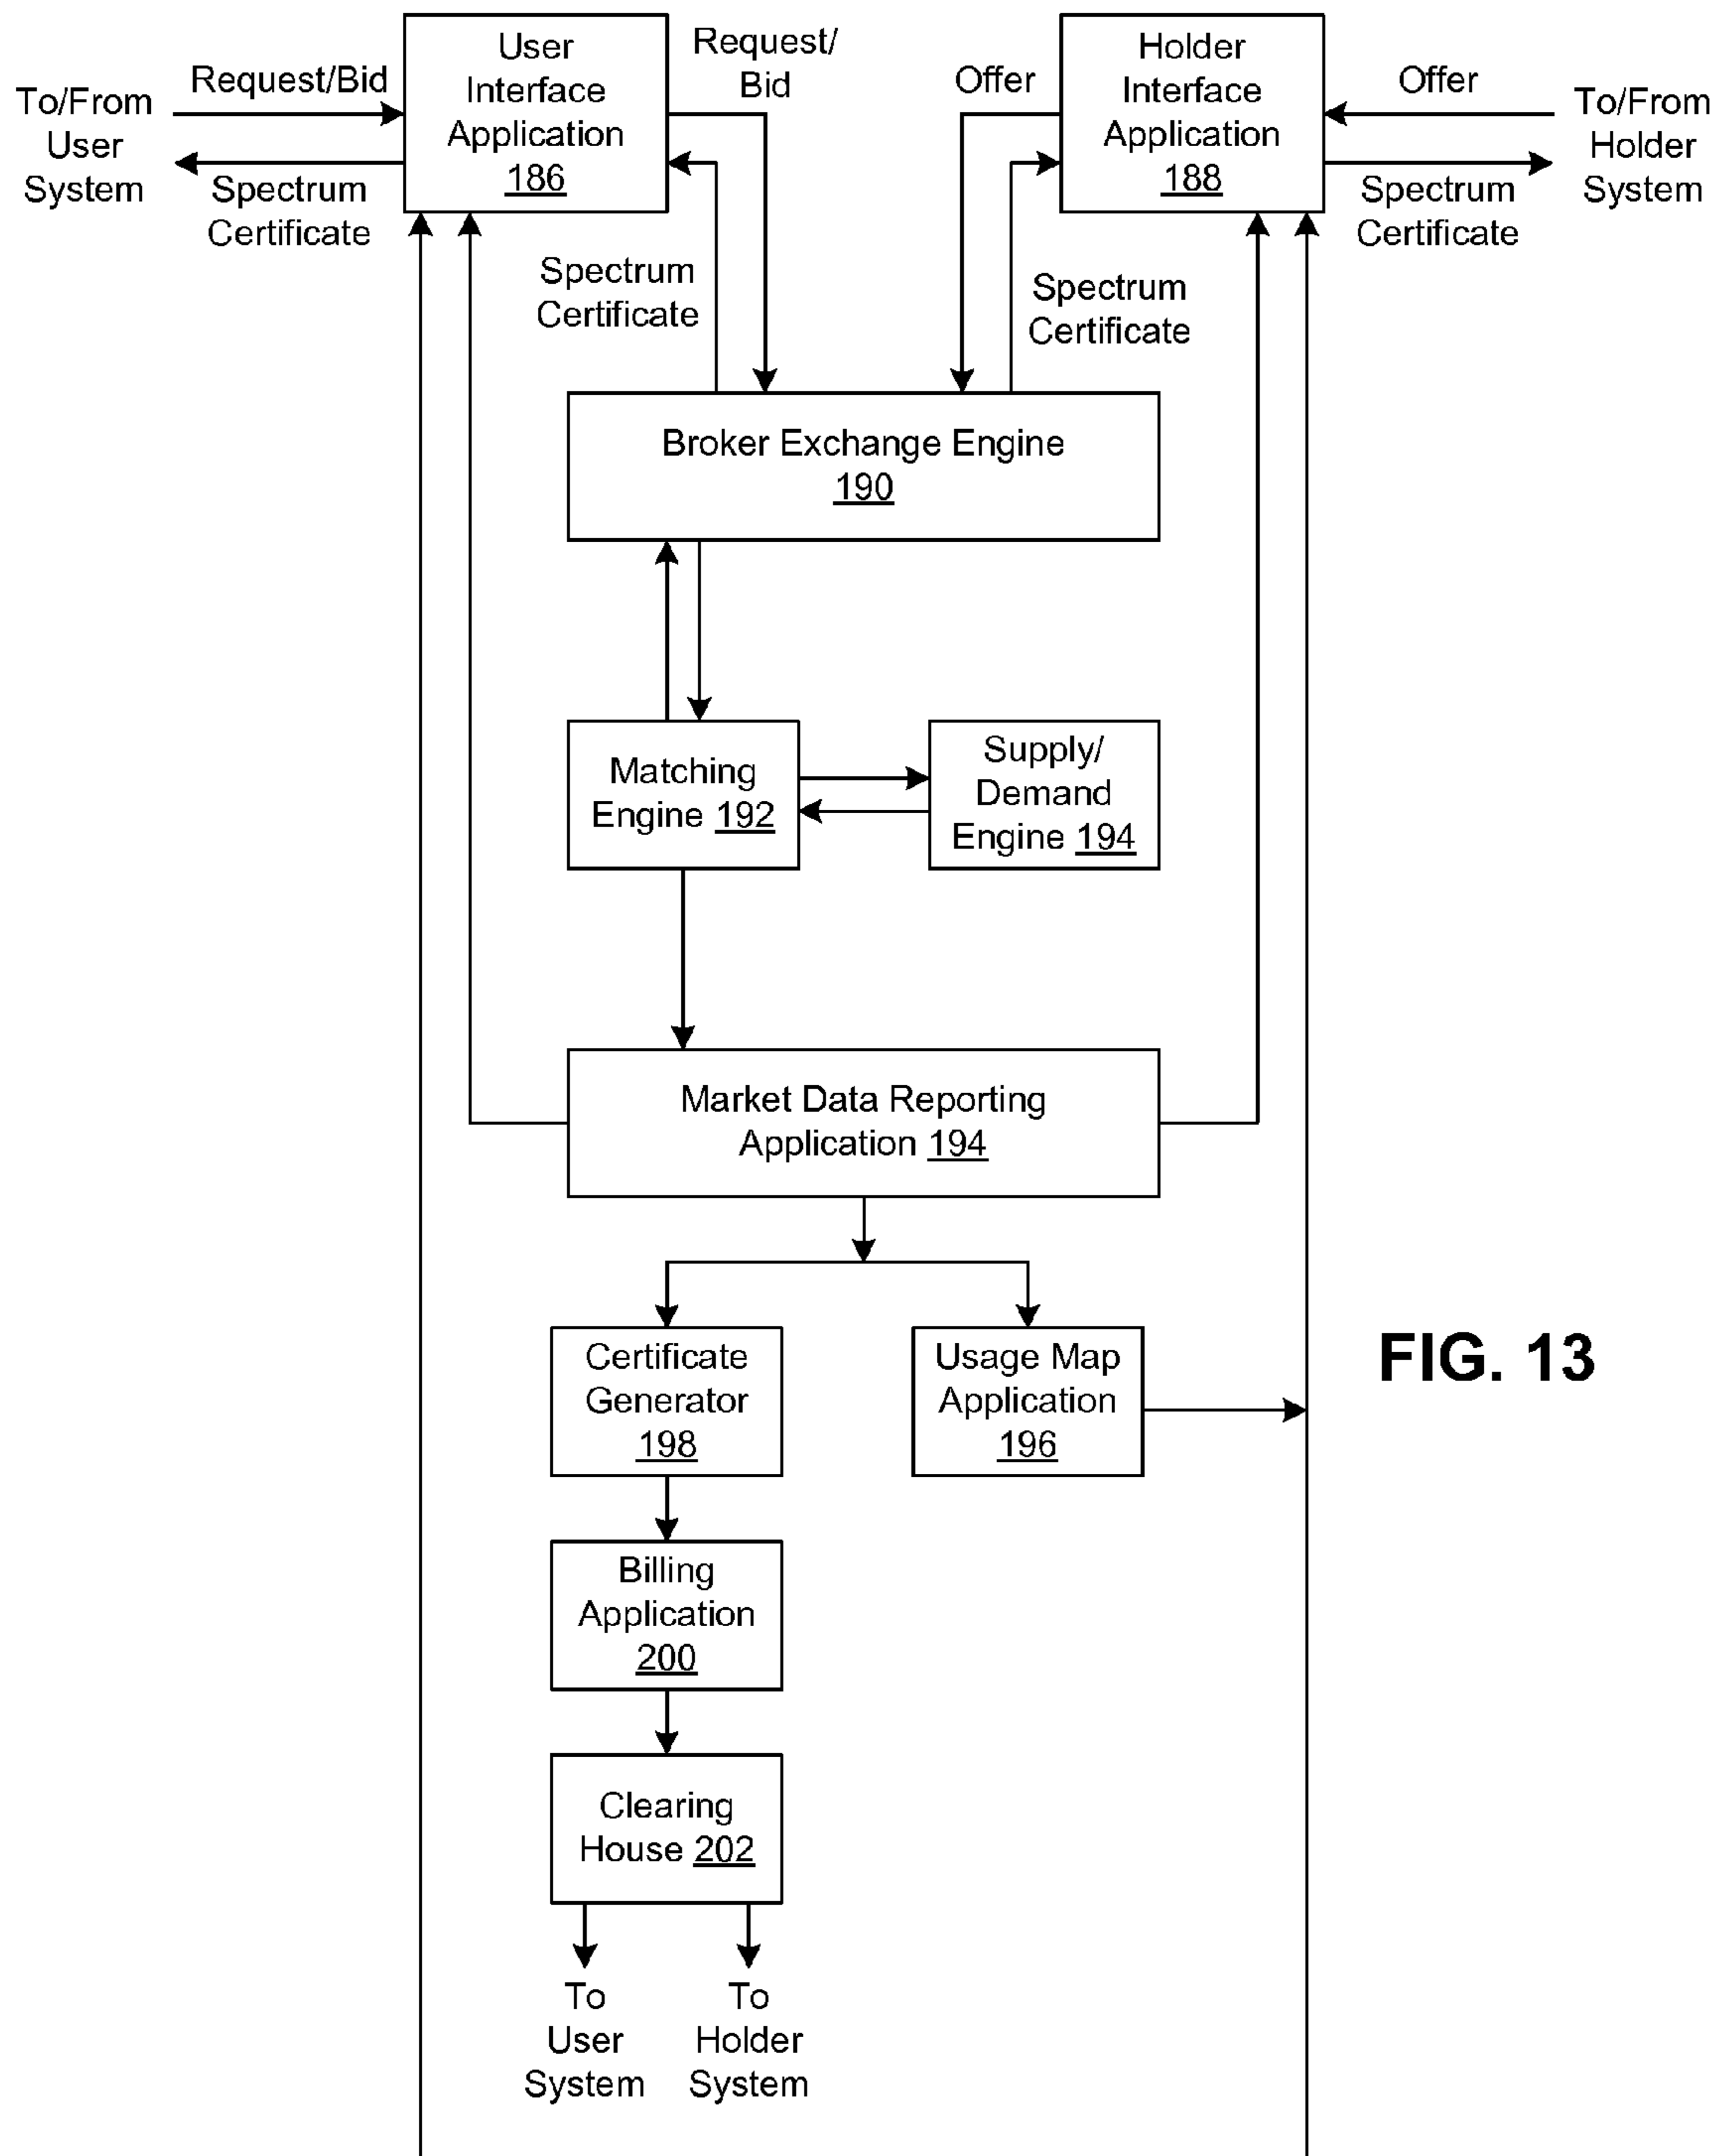 To/From
User
System
Request/Bid
Spectrum
Certificate
User
Interface
Application
186
Request/
Bid
Spectrum
Certificate
Offer
Spectrum
Certificate
Holder
Interface
Application
188
Offer
Spectrum
Certificate
To/From
Holder
System
Broker Exchange Engine
190
Matching
Engine 192
Supply/
Demand
Engine 194
Market Data Reporting
Application 194
Certificate
Generator
198
Usage Map
Application
196
FIG. 13
Billing
Application
200
Clearing
House 202
To
User
System
To
Holder
System